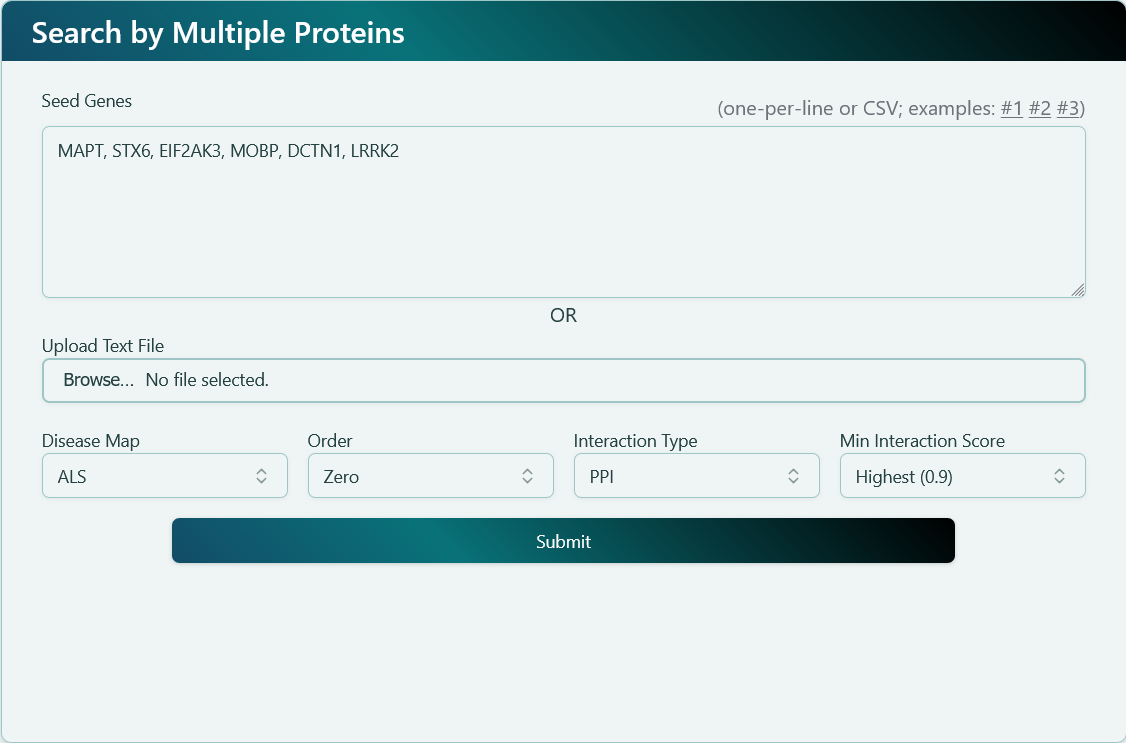 Search by Multiple Proteins
Seed Genes
(one-per-line or CSV; examples: #1 #2 #3)
MAPT, STX6, EIF2AK3, MOBP, DCTN1, LRRK2
OR
Upload Text File
Browse... No file selected.
Disease Map Order Interaction Type Min Interaction Score
ALS Zero PPI Highest (0.9)
Submit